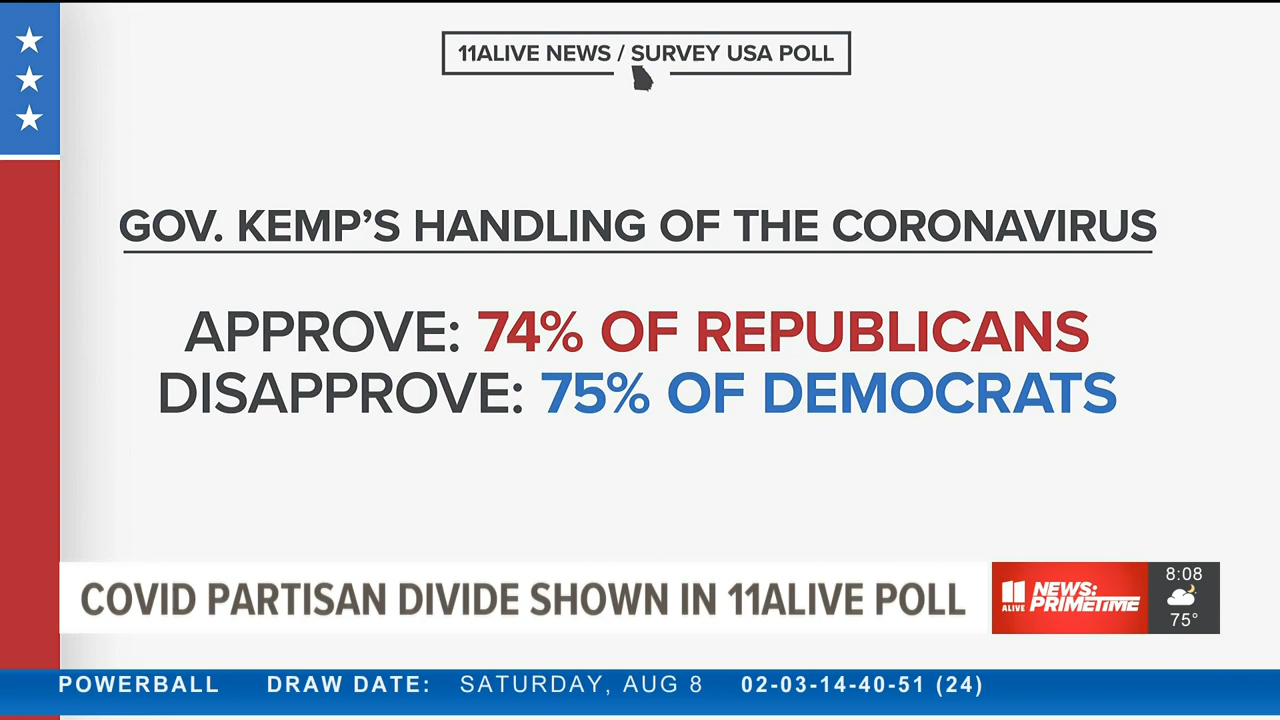 11ALIVE NEWS / SURVEY USA POLL
GOV. KEMP'S HANDLING OF THE CORONAVIRUS
APPROVE: 74% OF REPUBLICANS
DISAPPROVE: 75% OF DEMOCRATS
COVID PARTISAN DIVIDE SHOWN IN 11ALIVE POLL
11 ALIVE
NEWS:
PRIMETIME
8:08
75°
POWERBALL DRAW DATE: SATURDAY, AUG 8 02-03-14-40-51 (24)